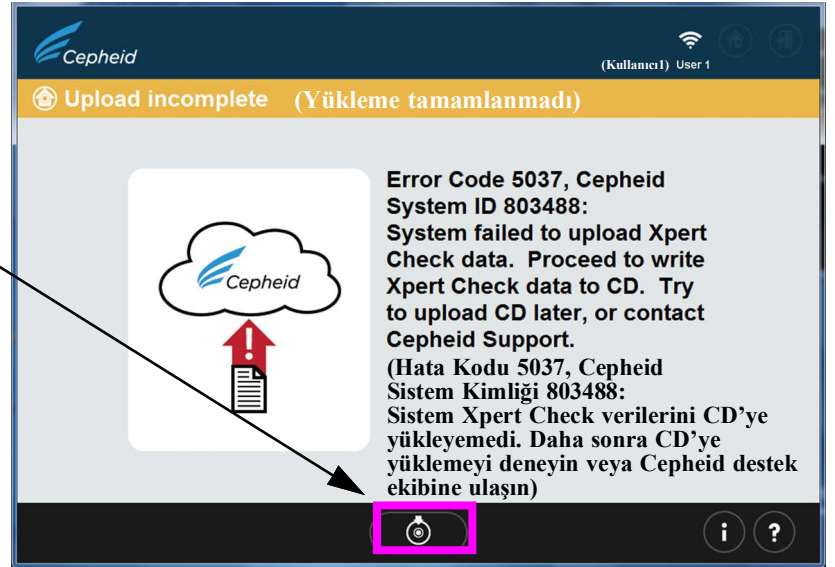 Cepheid
(Kullanıcı1) User 1
Upload incomplete (Yükleme tamamlanmadı)
Error Code 5037, Cepheid
System ID 803488:
System failed to upload Xpert
Check data. Proceed to write
Xpert Check data to CD. Try
to upload CD later, or contact
Cepheid Support.
(Hata Kodu 5037, Cepheid
Sistem Kimliği 803488:
Sistem Xpert Check verilerini CD’ye
yükleyemedi. Daha sonra CD’ye
yüklemeyi deneyin veya Cepheid destek
ekibine ulaşın)
Cepheid
!
i ?